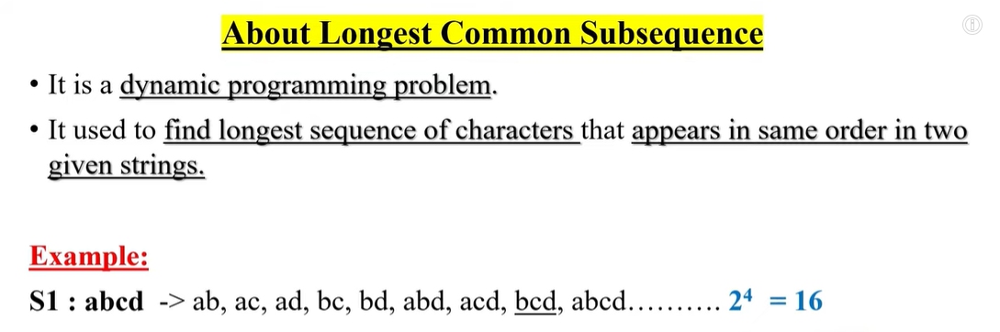 About Longest Common Subsequence
• It is a dynamic programming problem.
• It used to find longest sequence of characters that appears in same order in two
given strings.
Example:
S1 : abcd -> ab, ac, ad, bc, bd, abd, acd, bcd, abcd.......... 2⁴ = 16